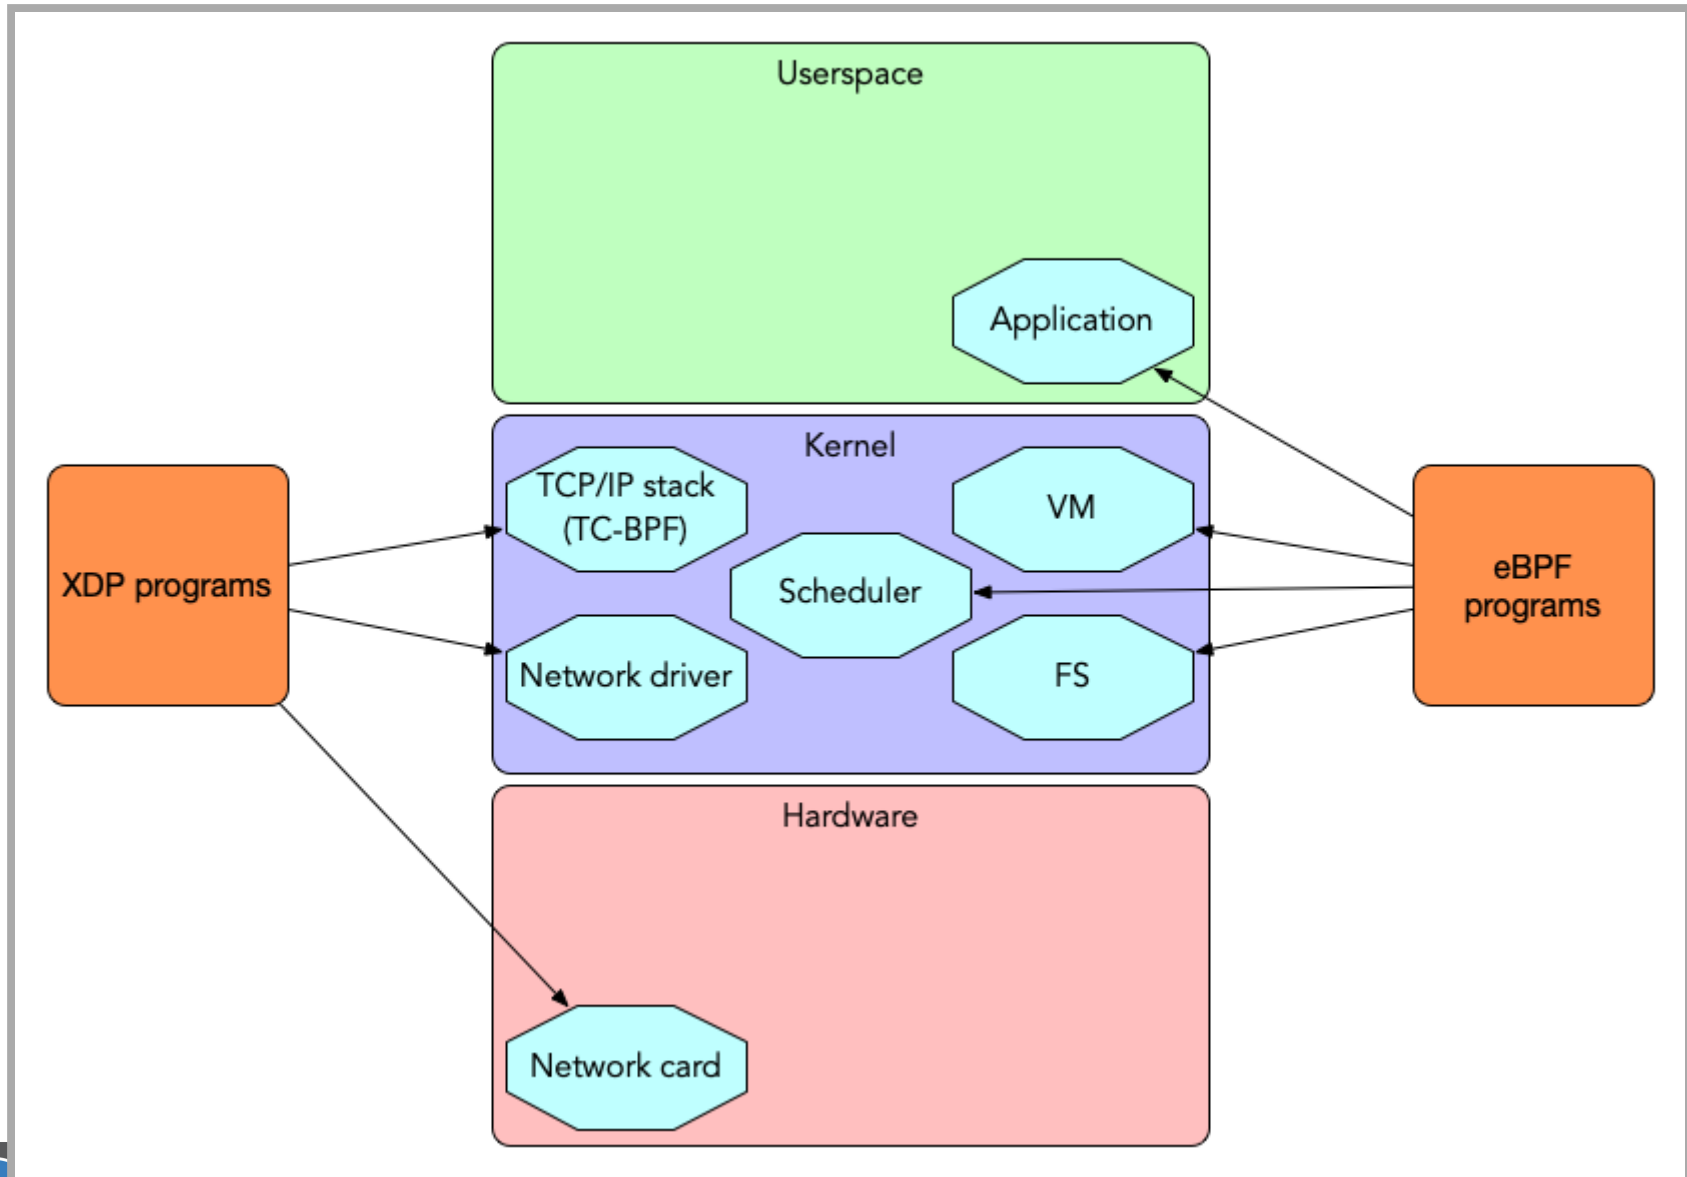 Userspace
Application
Kernel
TCP/IP stack
(TC-BPF)
VM
Scheduler
XDP programs
eBPF
programs
Network driver
FS
Hardware
Network card